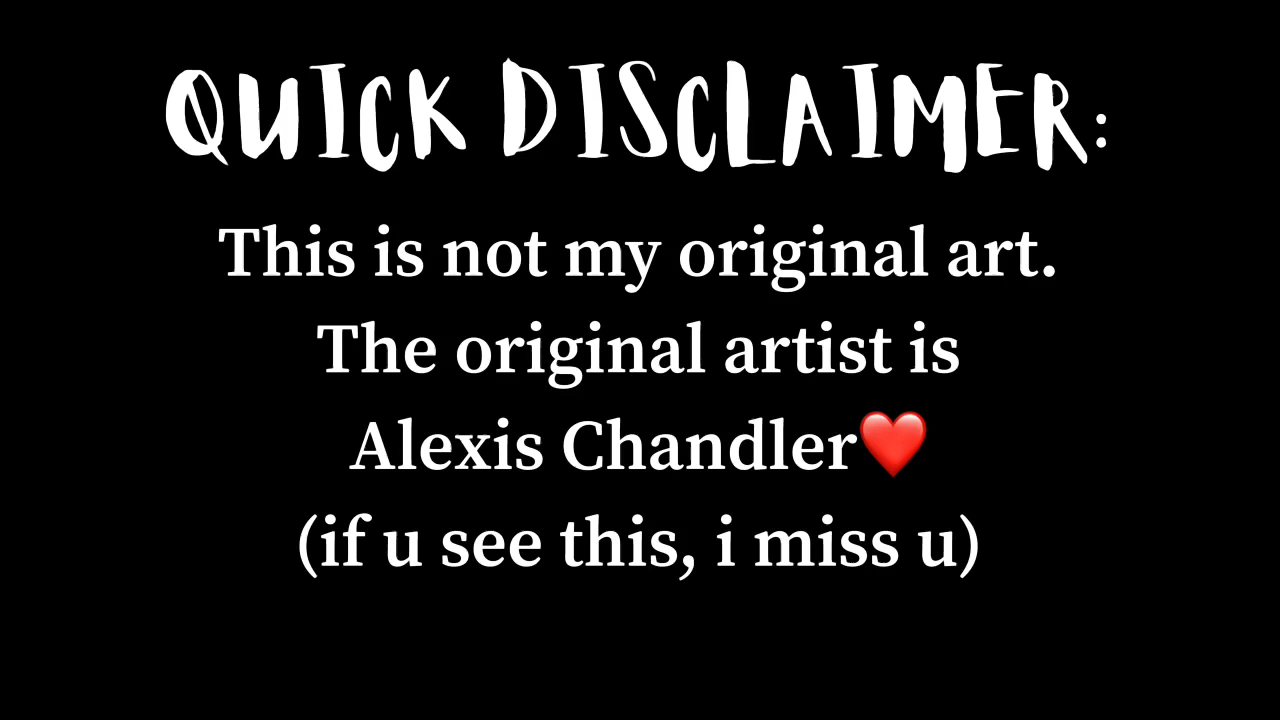 QUICK DISCLAIMER:
This is not my original art.
The original artist is
Alexis Chandler❤️
(if u see this, i miss u)